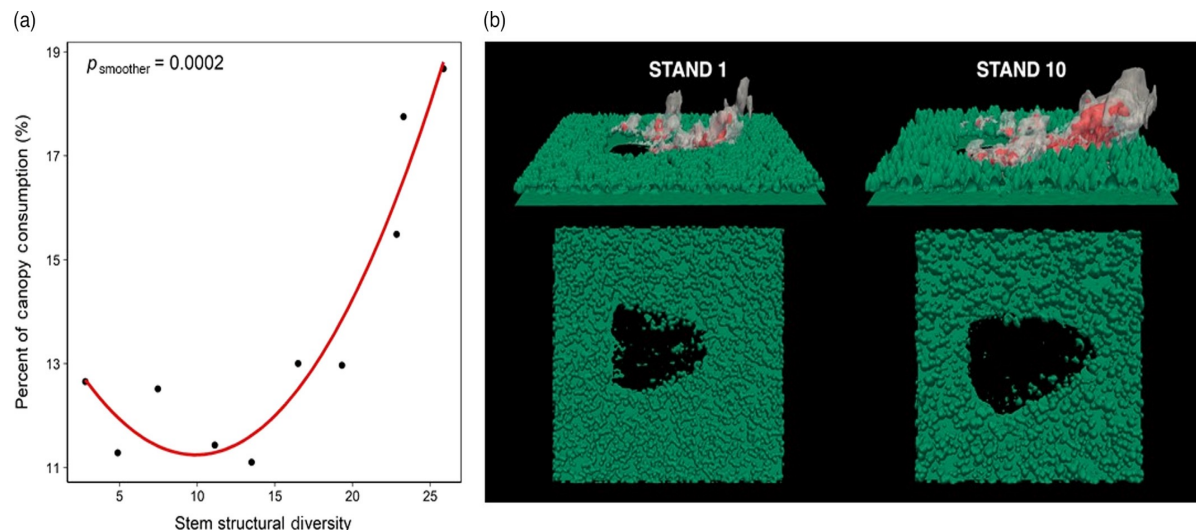 (a)
(b)
p smoother = 0.0002
19
17
15
13
11
Percent of canopy consumption (%)
5 10 15 20 25
Stem structural diversity
STAND 1
STAND 10